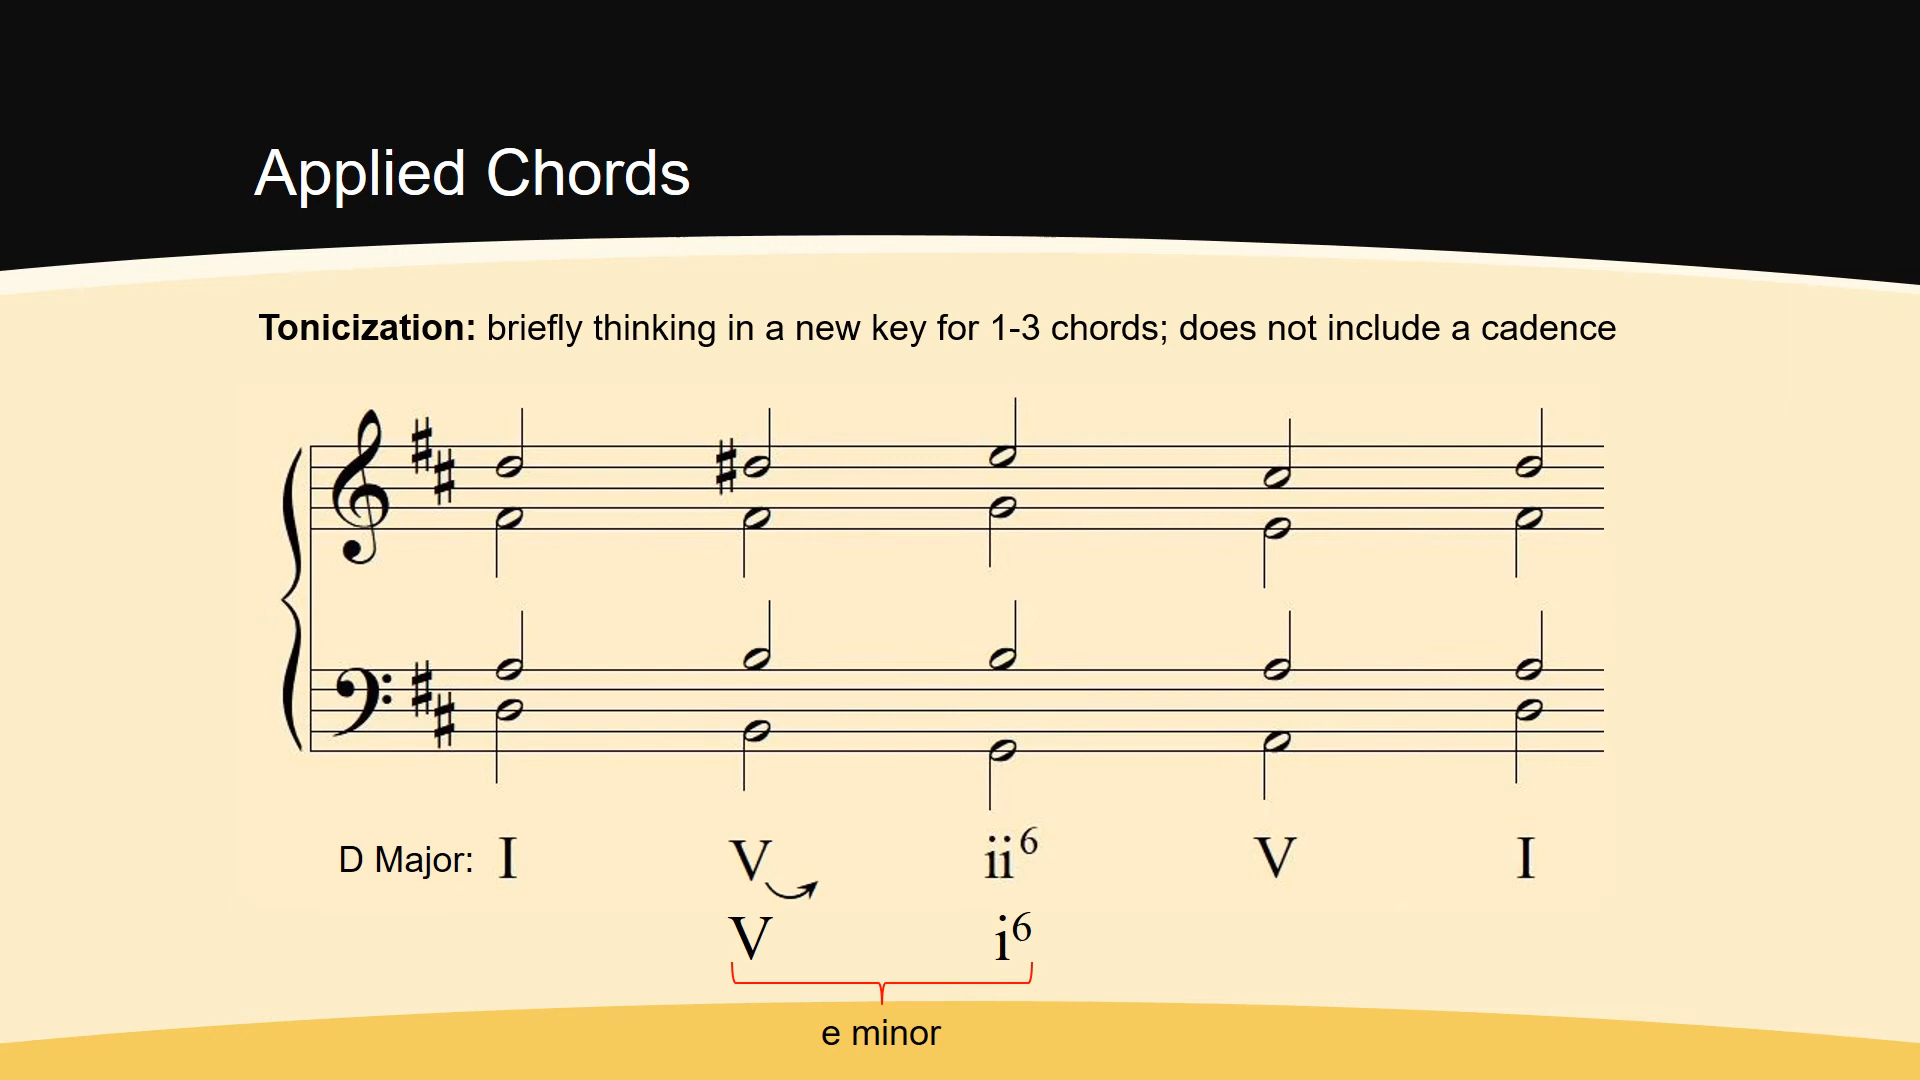 Applied Chords
Tonicization: briefly thinking in a new key for 1-3 chords; does not include a cadence
D Major: I V ii⁶ V I
V i⁶
e minor